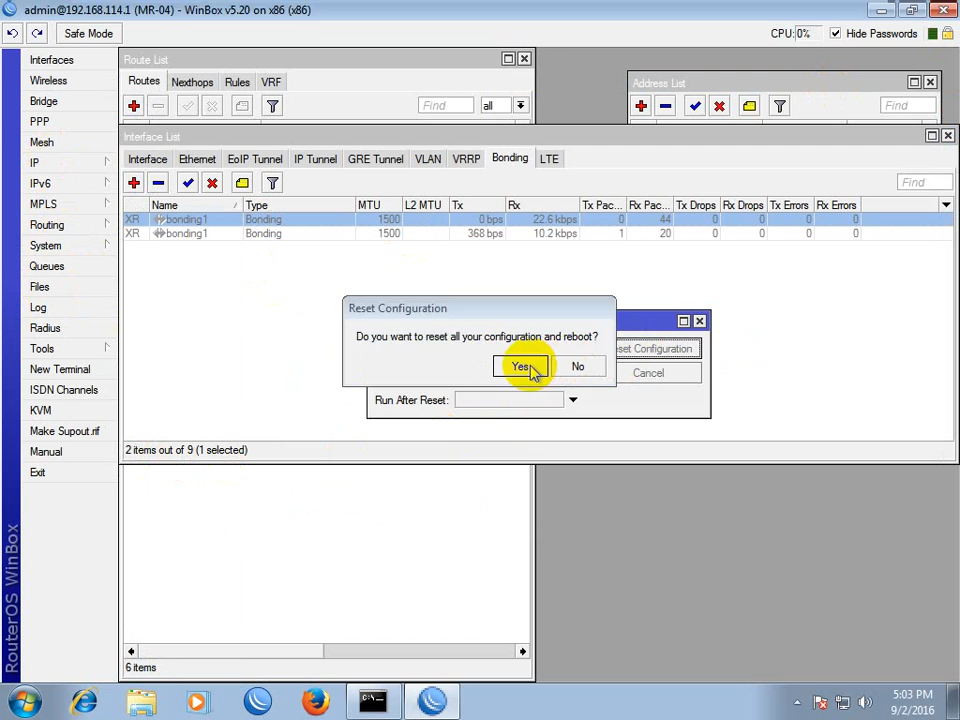 admin@192.168.114.1 (MR-04) - WinBox v5.20 on x86 (x86)
Safe Mode
CPU: 0%
Hide Passwords
Interfaces
Wireless
Bridge
PPP
Mesh
IP
IPv6
MPLS
Routing
System
Queues
Files
Log
Radius
Tools
New Terminal
ISDN Channels
KVM
Make Supout.rif
Manual
Exit
RouterOS WinBox
Route List
Routes Nexthops Rules VRF
Find all
Address List
Find
Interface List
Interface Ethernet EoIP Tunnel IP Tunnel GRE Tunnel VLAN VRRP Bonding LTE
Find
Name Type MTU L2 MTU Tx Rx Tx Pac... Rx Pac... Tx Drops Rx Drops Tx Errors Rx Errors
XR bonding1 Bonding 1500 0 bps 22.6 kbps 0 44 0 0 0 0
XR bonding1 Bonding 1500 368 bps 10.2 kbps 1 20 0 0 0 0
Reset Configuration
Do you want to reset all your configuration and reboot?
Yes No
set Configuration
Cancel
Run After Reset:
2 items out of 9 (1 selected)
6 items
C:\.
5:03 PM
9/2/2016